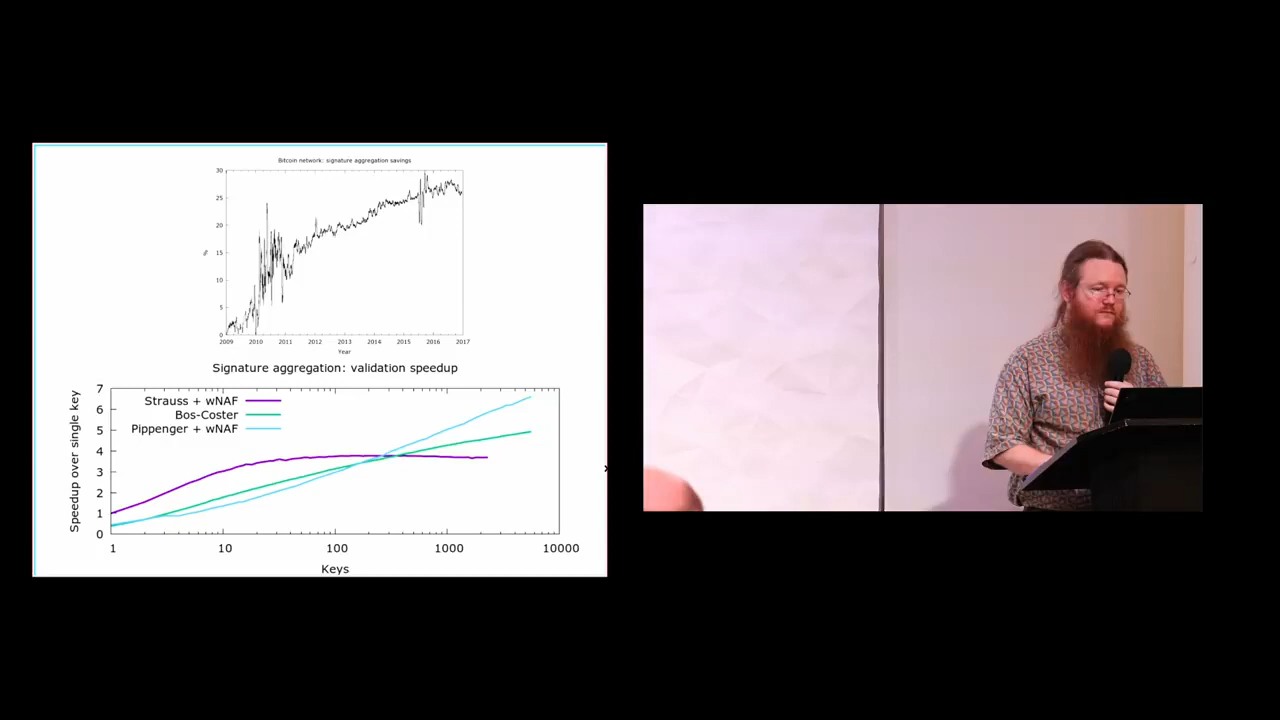 Bitcoin network: signature aggregation savings
30
25
20
15
10
5
0
%
2009 2010 2011 2012 2013 2014 2015 2016 2017
Year
Signature aggregation: validation speedup
7
6
5
4
3
2
1
0
Speedup over single key
Strauss + wNAF
Bos-Coster
Pippenger + wNAF
1 10 100 1000 10000
Keys